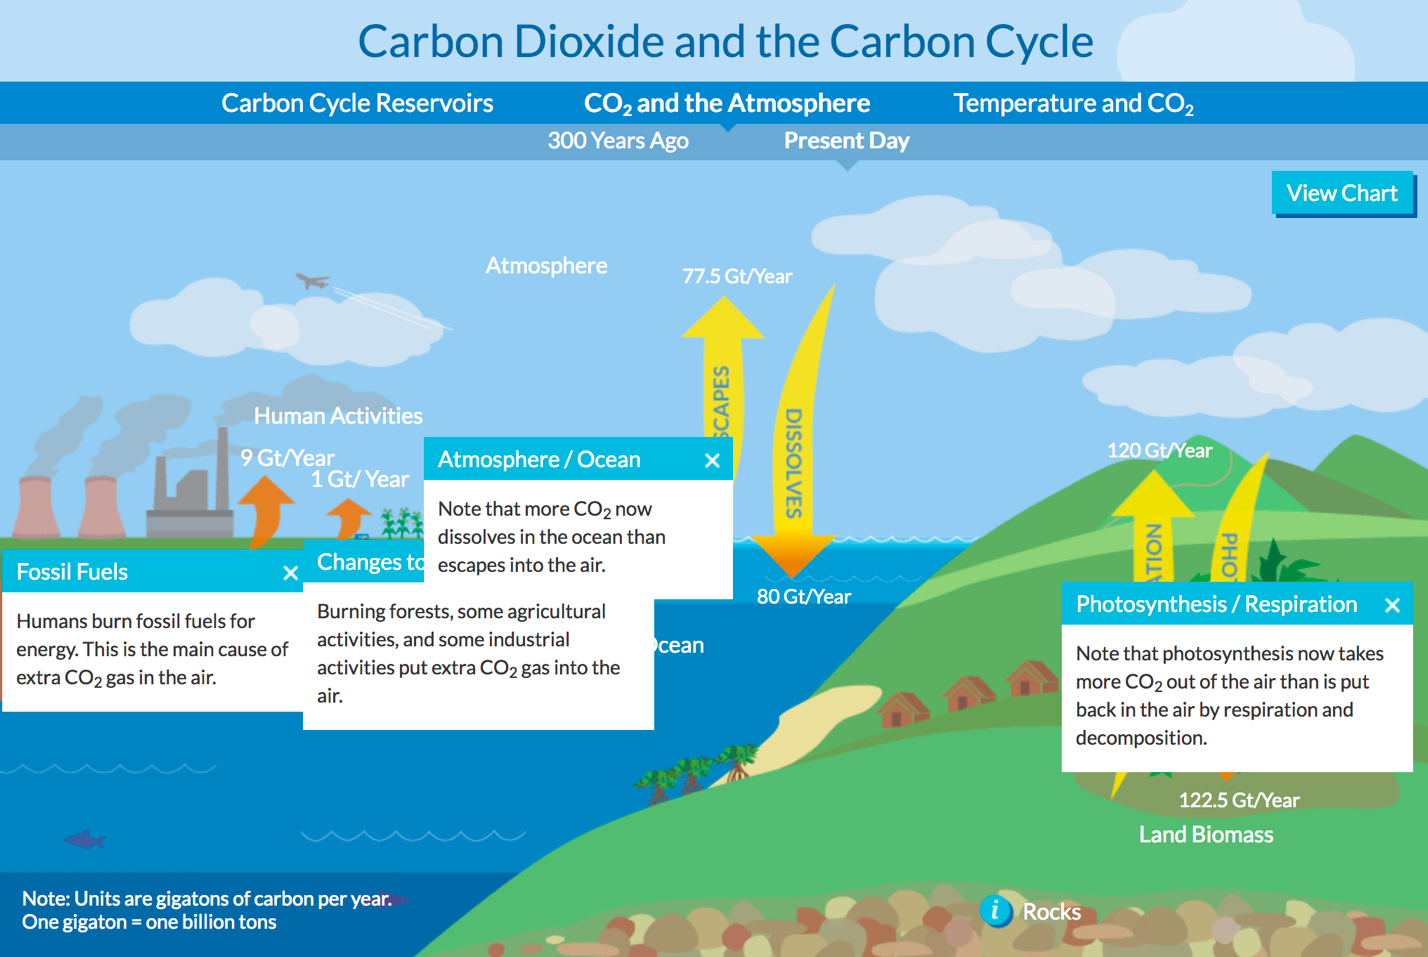 Carbon Dioxide and the Carbon Cycle
Carbon Cycle Reservoirs
CO₂ and the Atmosphere
Temperature and CO₂
300 Years Ago
Present Day
View Chart
Atmosphere
77.5 Gt/Year
SCAPES
DISSOLVES
Human Activities
9 Gt/Year
1 Gt/ Year
120 Gt/Year
ATION
PHO
Atmosphere / Ocean
Note that more CO₂ now
dissolves in the ocean than
escapes into the air.
80 Gt/Year
Ocean
Fossil Fuels
Humans burn fossil fuels for
energy. This is the main cause of
extra CO₂ gas in the air.
Changes to
Burning forests, some agricultural
activities, and some industrial
activities put extra CO₂ gas into the
air.
Photosynthesis / Respiration
Note that photosynthesis now takes
more CO₂ out of the air than is put
back in the air by respiration and
decomposition.
122.5 Gt/Year
Land Biomass
Note: Units are gigatons of carbon per year.
One gigaton = one billion tons
i Rocks